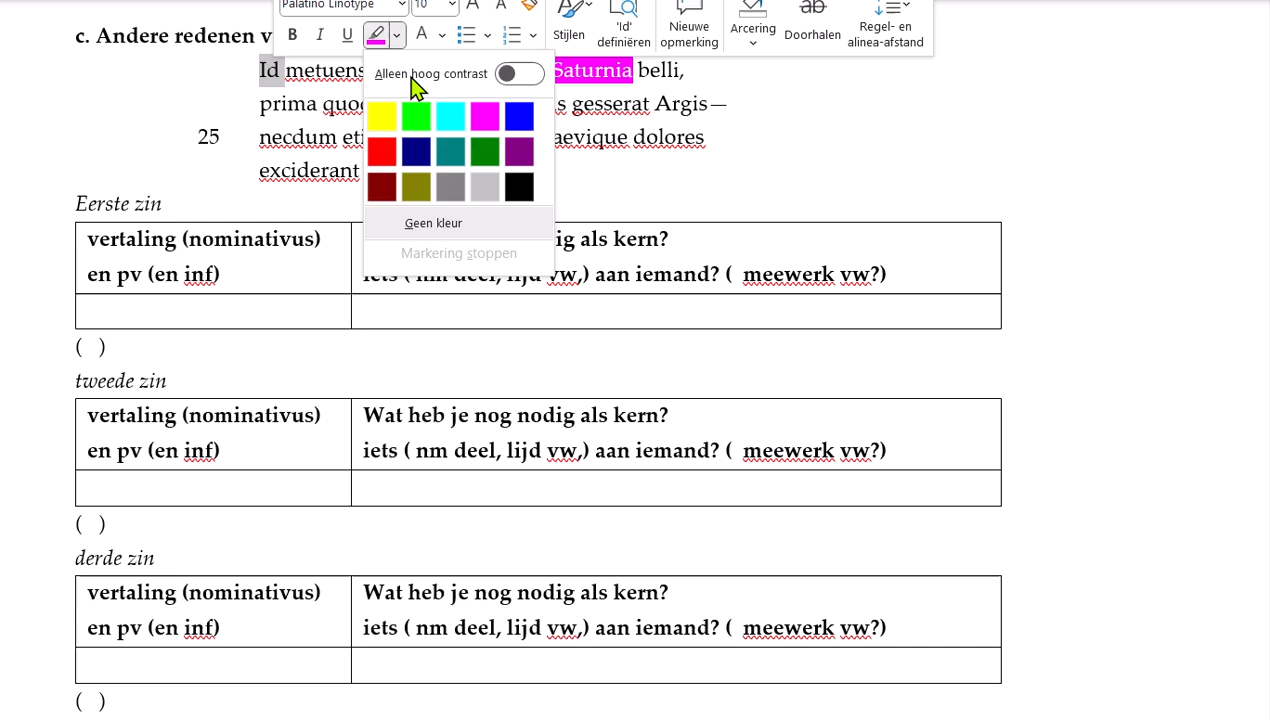 Palatino Linotype 10 A A ab
c. Andere redenen v
B I U A Stijlen 'Id' definiëren Nieuwe opmerking Arcering Doorhalen Regel- en alinea-afstand
Id metuens Saturnia belli,
Alleen hoog contrast
prima quo s gesserat Argis—
25 necdum eti aevique dolores
exciderant
Eerste zin
Geen kleur
Markering stoppen
vertaling (nominativus) ig als kern?
en pv (en inf) iets ( nm deel, lijd vw,) aan iemand? ( meewerk vw?)
( )
tweede zin
vertaling (nominativus) Wat heb je nog nodig als kern?
en pv (en inf) iets ( nm deel, lijd vw,) aan iemand? ( meewerk vw?)
( )
derde zin
vertaling (nominativus) Wat heb je nog nodig als kern?
en pv (en inf) iets ( nm deel, lijd vw,) aan iemand? ( meewerk vw?)
( )